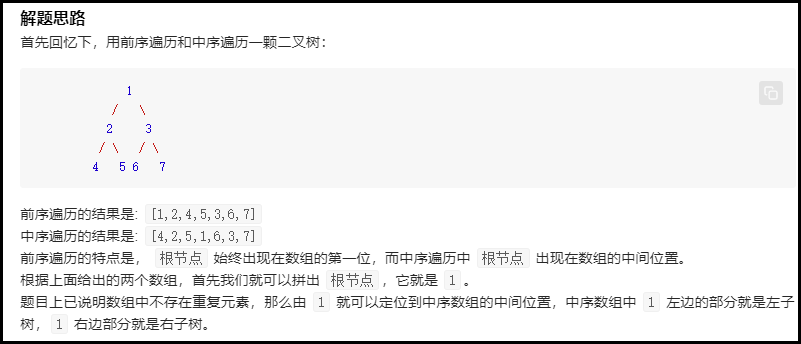 解题思路
首先回忆下，用前序遍历和中序遍历一颗二叉树：
1
/ \
2 3
/ \ / \
4 5 6 7
前序遍历的结果是: [1,2,4,5,3,6,7]
中序遍历的结果是: [4,2,5,1,6,3,7]
前序遍历的特点是， 根节点 始终出现在数组的第一位，而中序遍历中 根节点 出现在数组的中间位置。
根据上面给出的两个数组，首先我们就可以拼出 根节点 ，它就是 1 。
题目上已说明数组中不存在重复元素，那么由 1 就可以定位到中序数组的中间位置，中序数组中 1 左边的部分就是左子
树， 1 右边部分就是右子树。